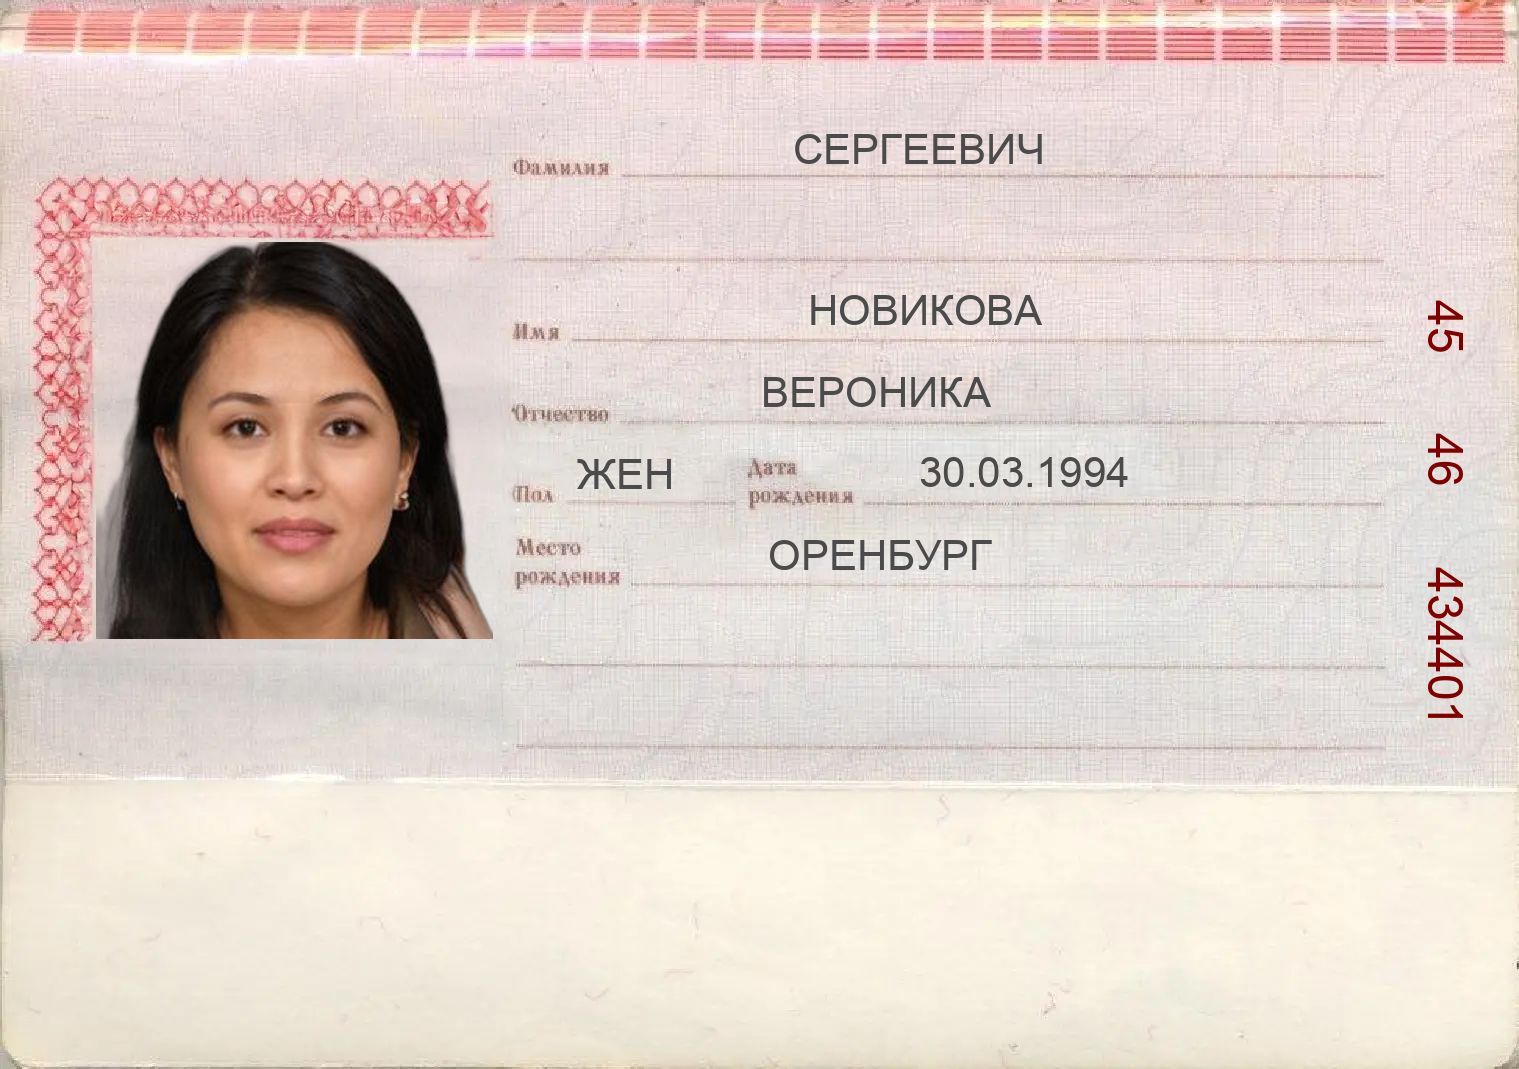 Фамилия СЕРГЕЕВИЧ
Имя НОВИКОВА
Отчество ВЕРОНИКА
Пол ЖЕН Дата рождения 30.03.1994
Место рождения ОРЕНБУРГ
45 46 434401